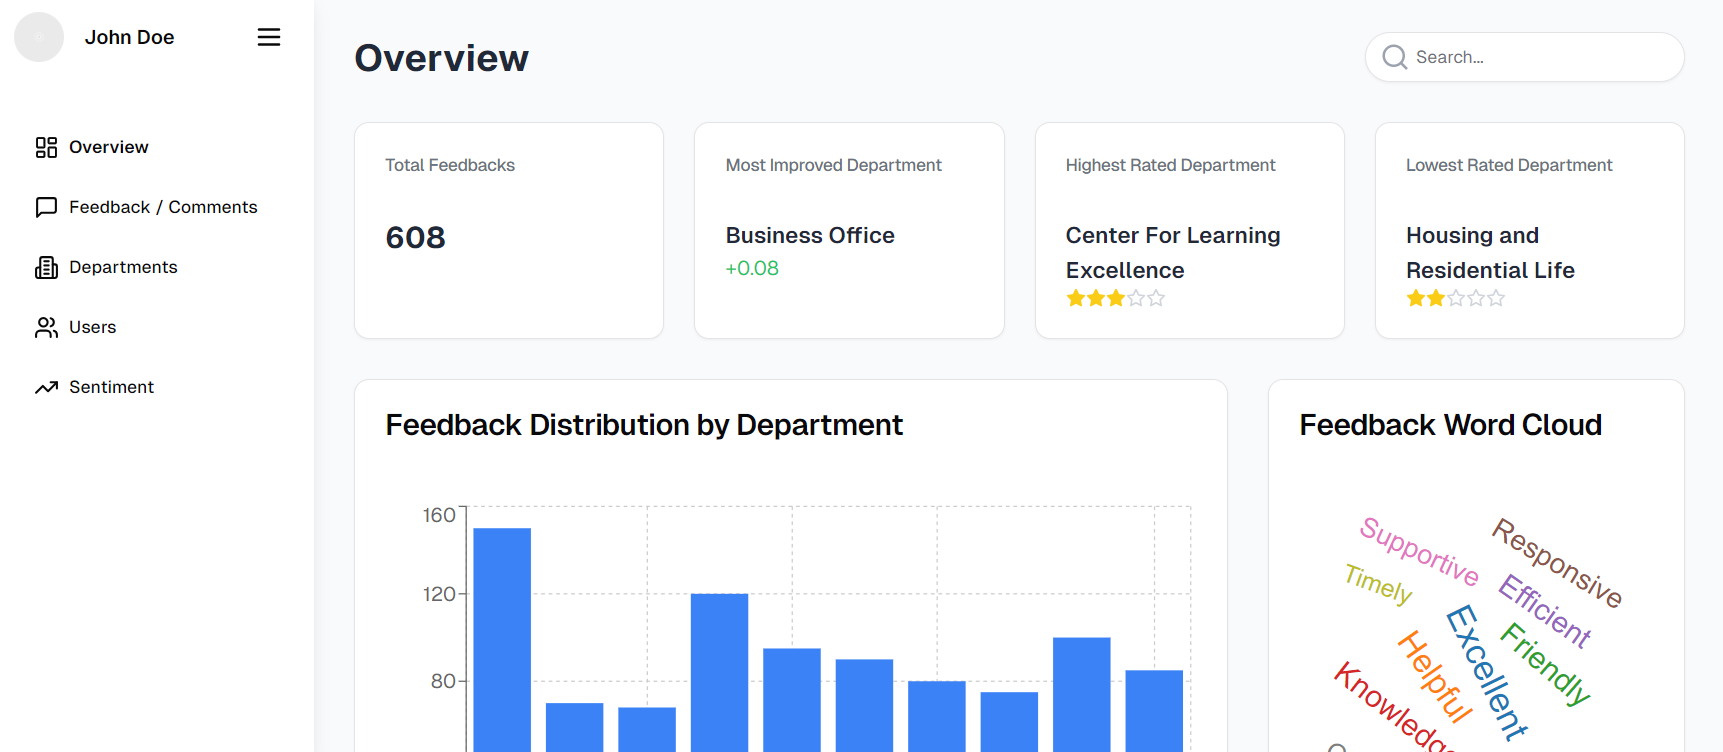 John Doe
Overview
Feedback / Comments
Departments
Users
Sentiment
Overview
Search...
Total Feedbacks
608
Most Improved Department
Business Office
+0.08
Highest Rated Department
Center For Learning
Excellence
Lowest Rated Department
Housing and
Residential Life
Feedback Distribution by Department
160
120
80
Feedback Word Cloud
Supportive
Responsive
Timely
Efficient
Excellent
Friendly
Helpful